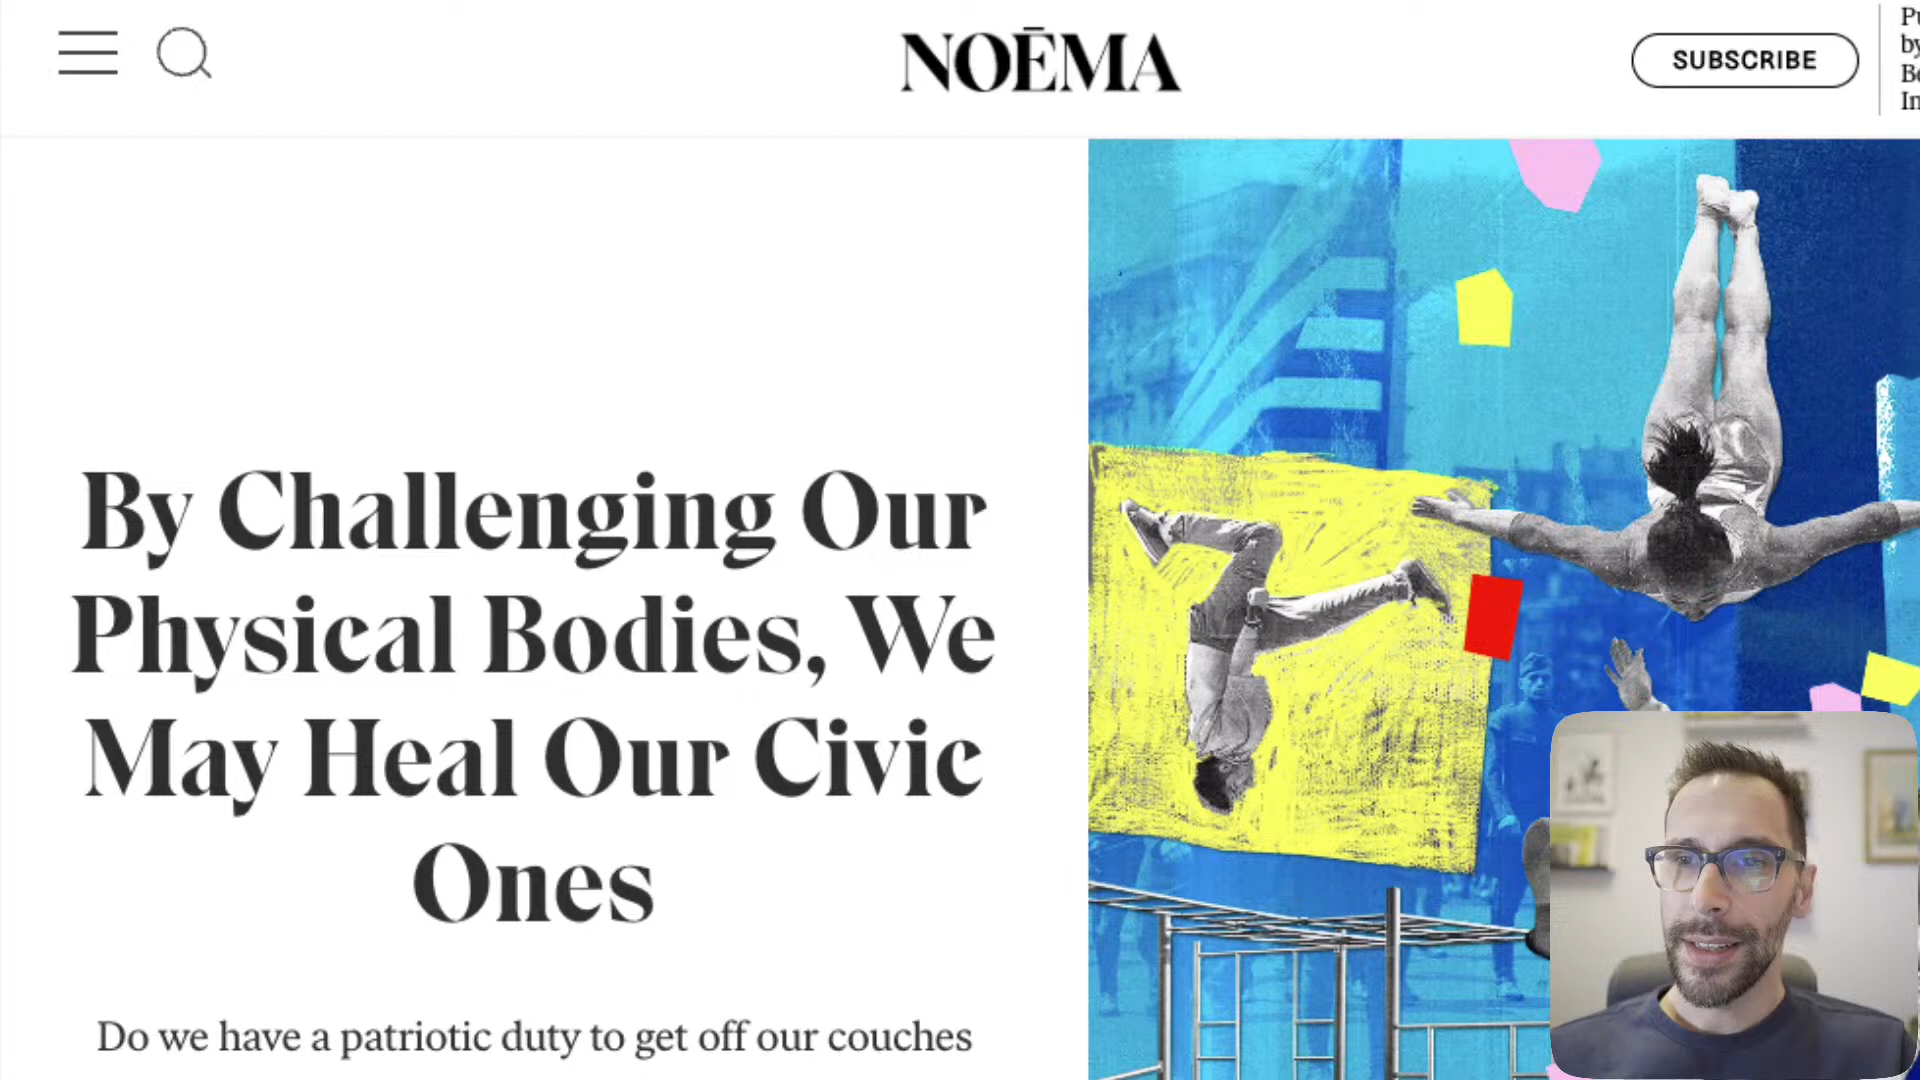 NOĒMA
SUBSCRIBE
by
By Challenging Our
Physical Bodies, We
May Heal Our Civic
Ones
Do we have a patriotic duty to get off our couches